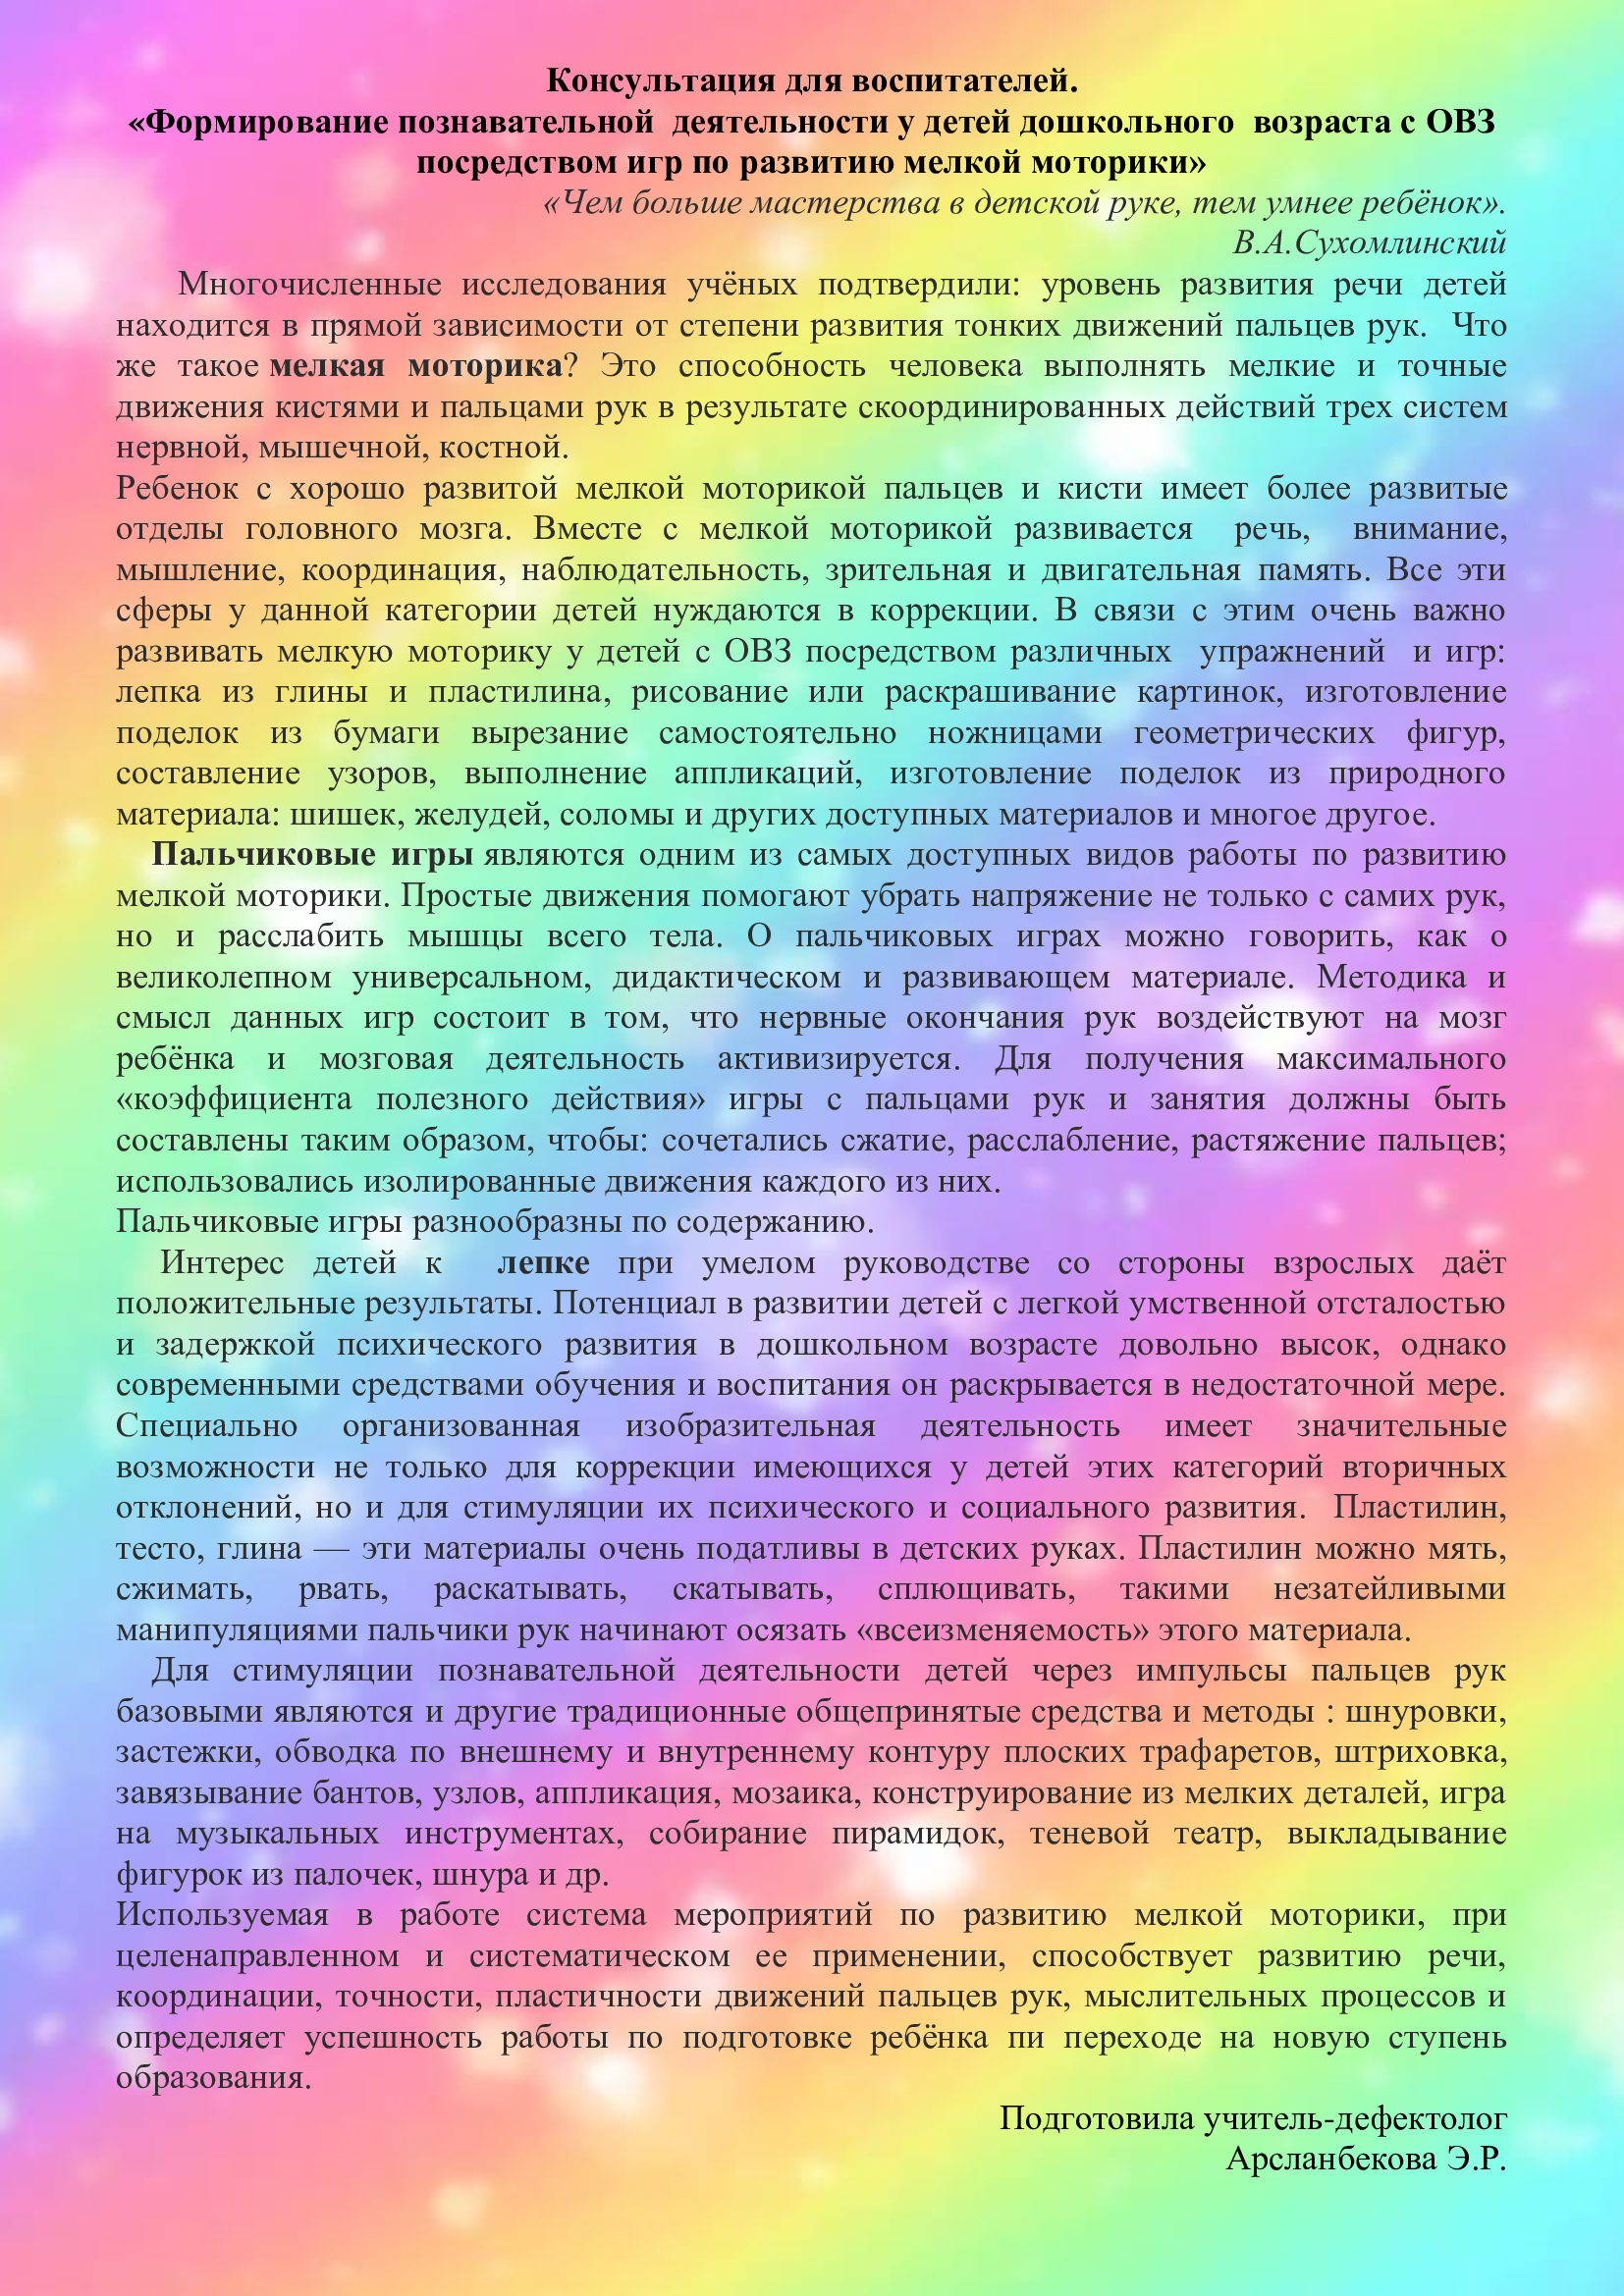 Консультация для воспитателей.
«Формирование познавательной деятельности у детей дошкольного возраста с ОВЗ
посредством игр по развитию мелкой моторики»
«Чем больше мастерства в детской руке, тем умнее ребёнок».
В.А.Сухомлинский
Многочисленные исследования учёных подтвердили: уровень развития речи детей
находится в прямой зависимости от степени развития тонких движений пальцев рук. Что
же такое мелкая моторика? Это способность человека выполнять мелкие и точные
движения кистями и пальцами рук в результате скоординированных действий трех систем
нервной, мышечной, костной.
Ребенок с хорошо развитой мелкой моторикой пальцев и кисти имеет более развитые
отделы головного мозга. Вместе с мелкой моторикой развивается речь, внимание,
мышление, координация, наблюдательность, зрительная и двигательная память. Все эти
сферы у данной категории детей нуждаются в коррекции. В связи с этим очень важно
развивать мелкую моторику у детей с ОВЗ посредством различных упражнений и игр:
лепка из глины и пластилина, рисование или раскрашивание картинок, изготовление
поделок из бумаги вырезание самостоятельно ножницами геометрических фигур,
составление узоров, выполнение аппликаций, изготовление поделок из природного
материала: шишек, желудей, соломы и других доступных материалов и многое другое.
Пальчиковые игры являются одним из самых доступных видов работы по развитию
мелкой моторики. Простые движения помогают убрать напряжение не только с самих рук,
но и расслабить мышцы всего тела. О пальчиковых играх можно говорить, как о
великолепном универсальном, дидактическом и развивающем материале. Методика и
смысл данных игр состоит в том, что нервные окончания рук воздействуют на мозг
ребёнка и мозговая деятельность активизируется. Для получения максимального
«коэффициента полезного действия» игры с пальцами рук и занятия должны быть
составлены таким образом, чтобы: сочетались сжатие, расслабление, растяжение пальцев;
использовались изолированные движения каждого из них.
Пальчиковые игры разнообразны по содержанию.
Интерес детей к лепке при умелом руководстве со стороны взрослых даёт
положительные результаты. Потенциал в развитии детей с легкой умственной отсталостью
и задержкой психического развития в дошкольном возрасте довольно высок, однако
современными средствами обучения и воспитания он раскрывается в недостаточной мере.
Специально организованная изобразительная деятельность имеет значительные
возможности не только для коррекции имеющихся у детей этих категорий вторичных
отклонений, но и для стимуляции их психического и социального развития. Пластилин,
тесто, глина — эти материалы очень податливы в детских руках. Пластилин можно мять,
сжимать, рвать, раскатывать, скатывать, сплющивать, такими незатейливыми
манипуляциями пальчики рук начинают осязать «всеизменяемость» этого материала.
Для стимуляции познавательной деятельности детей через импульсы пальцев рук
базовыми являются и другие традиционные общепринятые средства и методы : шнуровки,
застежки, обводка по внешнему и внутреннему контуру плоских трафаретов, штриховка,
завязывание бантов, узлов, аппликация, мозаика, конструирование из мелких деталей, игра
на музыкальных инструментах, собирание пирамидок, теневой театр, выкладывание
фигурок из палочек, шнура и др.
Используемая в работе система мероприятий по развитию мелкой моторики, при
целенаправленном и систематическом ее применении, способствует развитию речи,
координации, точности, пластичности движений пальцев рук, мыслительных процессов и
определяет успешность работы по подготовке ребёнка пи переходе на новую ступень
образования.
Подготовила учитель-дефектолог
Арсланбекова Э.Р.